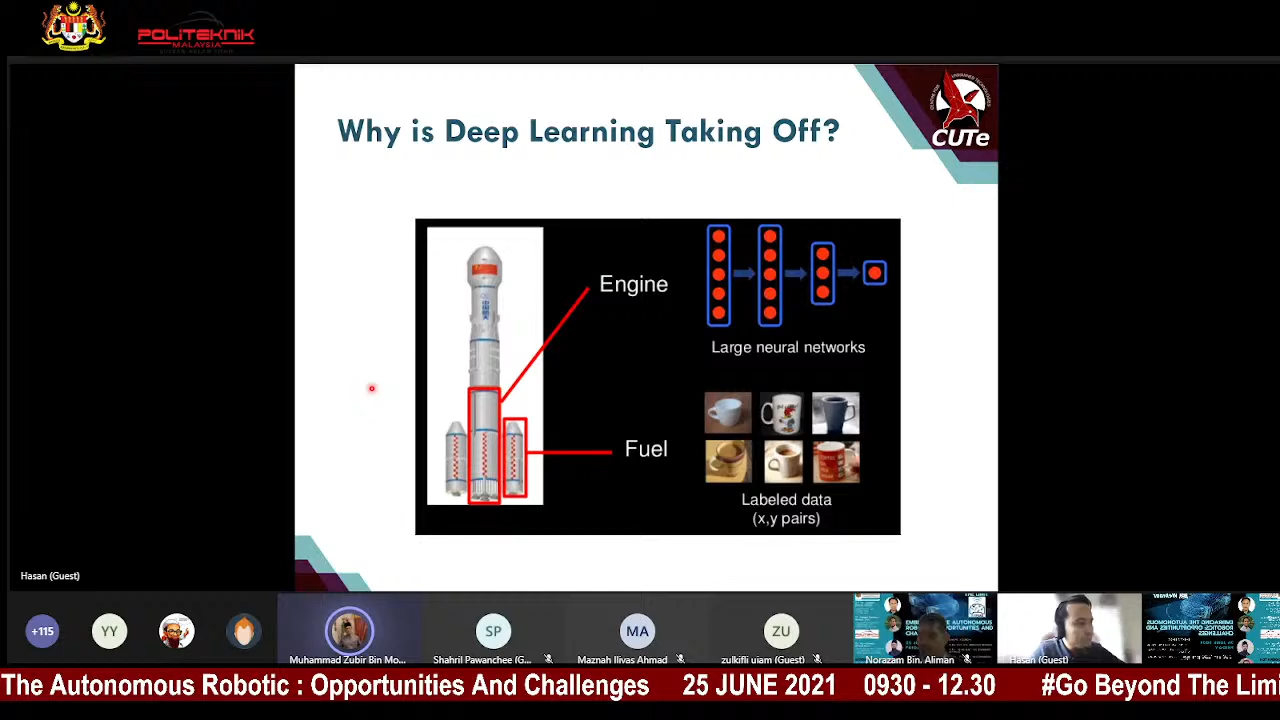 POLITEKNIK
MALAYSIA
CUTe
Why is Deep Learning Taking Off?
Engine
Large neural networks
Fuel
Labeled data
(x,y pairs)
Hasan (Guest)
+115
YY
SP
MA
ZU
Muhammad Zubir Bin Mo...
Shahril Pawanchee (G...
Maznah Iliyas Ahmad
zulkifli ujam (Guest)
Norazam Bin. Aliman
Hasan (Guest)
The Autonomous Robotic : Opportunities And Challenges 25 JUNE 2021 0930 - 12.30 #Go Beyond The Limi